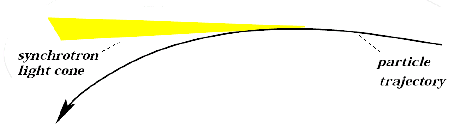 synchrotron
light cone
particle
trajectory